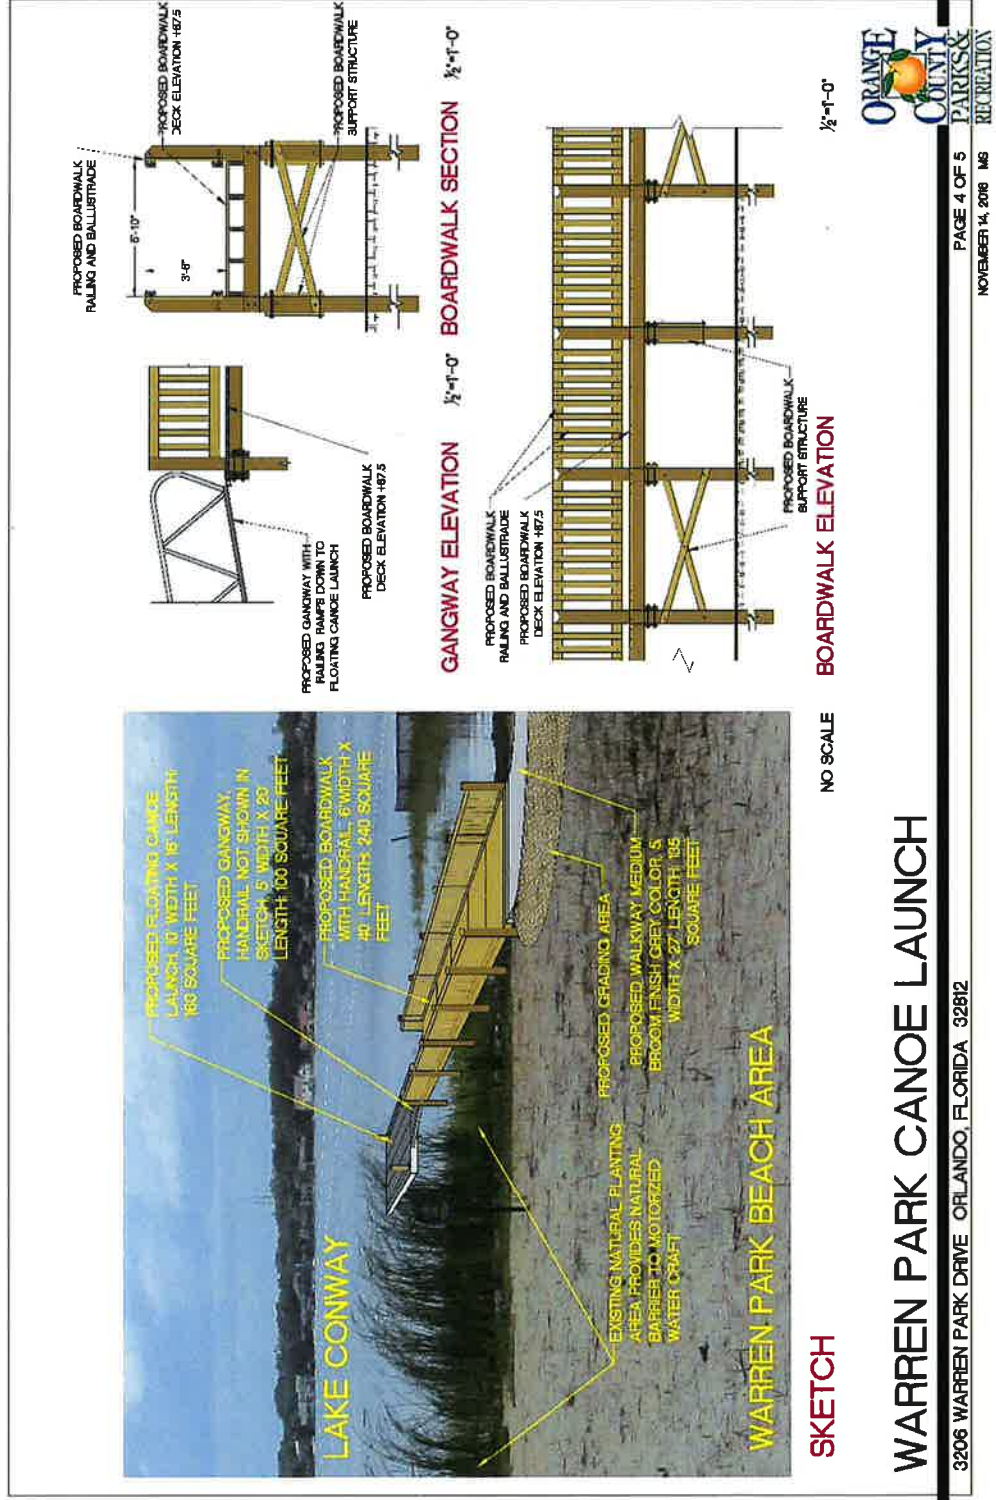 PROPOSED FLOATING CANOE
LAUNCH, 10' WIDTH X 16' LENGTH:
160 SQUARE FEET
PROPOSED GANGWAY,
HANDRAIL NOT SHOWN IN
SKETCH, 5' WIDTH X 20'
LENGTH: 100 SQUARE FEET
PROPOSED BOARDWALK
WITH HANDRAIL, 6' WIDTH X
40' LENGTH: 240 SQUARE
FEET
LAKE CONWAY
EXISTING NATURAL PLANTING
AREA PROVIDES NATURAL
BARRIER TO MOTORIZED
WATER CRAFT
PROPOSED GRADING AREA
PROPOSED WALKWAY MEDIUM
BROOM FINISH GREY COLOR, 5'
WIDTH X 27' LENGTH: 135
SQUARE FEET
WARREN PARK BEACH AREA
SKETCH
NO SCALE
PROPOSED GANGWAY WITH
RAILING RAMPS DOWN TO
FLOATING CANOE LAUNCH
PROPOSED BOARDWALK
DECK ELEVATION +87.5
GANGWAY ELEVATION
½"=1'-0"
PROPOSED BOARDWALK
RAILING AND BALLUSTRADE
PROPOSED BOARDWALK
DECK ELEVATION +87.5
PROPOSED BOARDWALK
SUPPORT STRUCTURE
3'-6"
BOARDWALK SECTION
½"=1'-0"
PROPOSED BOARDWALK
RAILING AND BALLUSTRADE
PROPOSED BOARDWALK
DECK ELEVATION +87.5
PROPOSED BOARDWALK
SUPPORT STRUCTURE
BOARDWALK ELEVATION
½"=1'-0"
WARREN PARK CANOE LAUNCH
3206 WARREN PARK DRIVE ORLANDO, FLORIDA 32812
PAGE 4 OF 5
NOVEMBER 14, 2016 MS
ORANGE
COUNTY
PARKS&
RECREATION